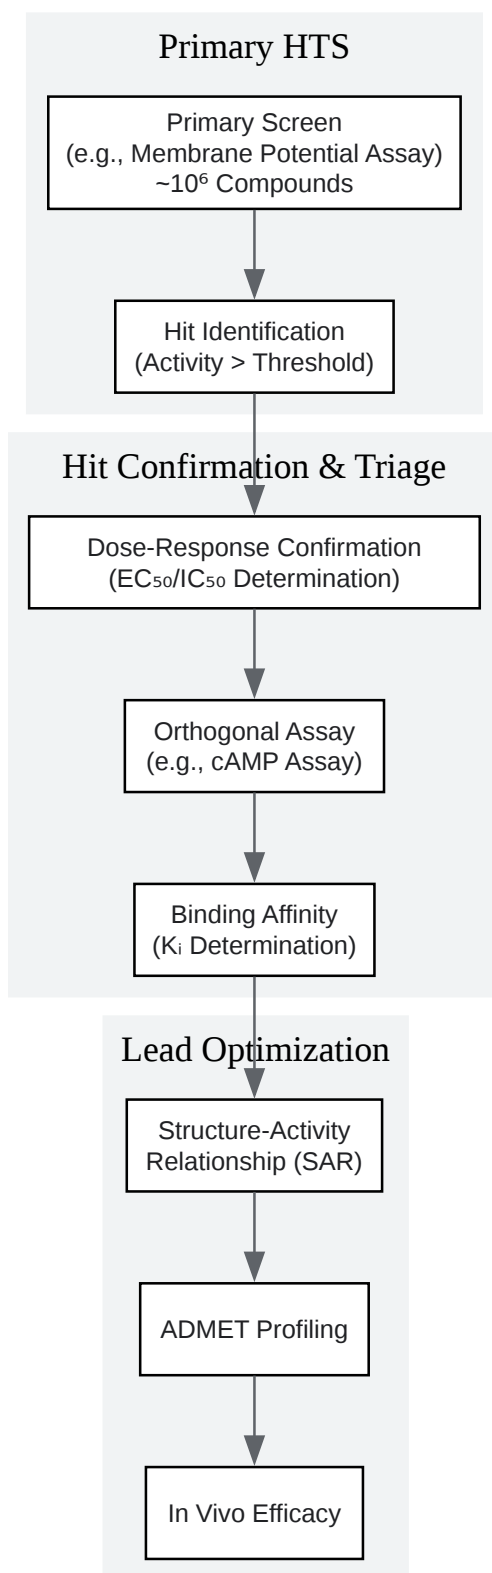 Primary HTS
Primary Screen
(e.g., Membrane Potential Assay)
~10⁶ Compounds
Hit Identification
(Activity > Threshold)
Hit Confirmation & Triage
Dose-Response Confirmation
(EC₅₀/IC₅₀ Determination)
Orthogonal Assay
(e.g., cAMP Assay)
Binding Affinity
(Kᵢ Determination)
Lead Optimization
Structure-Activity
Relationship (SAR)
ADMET Profiling
In Vivo Efficacy